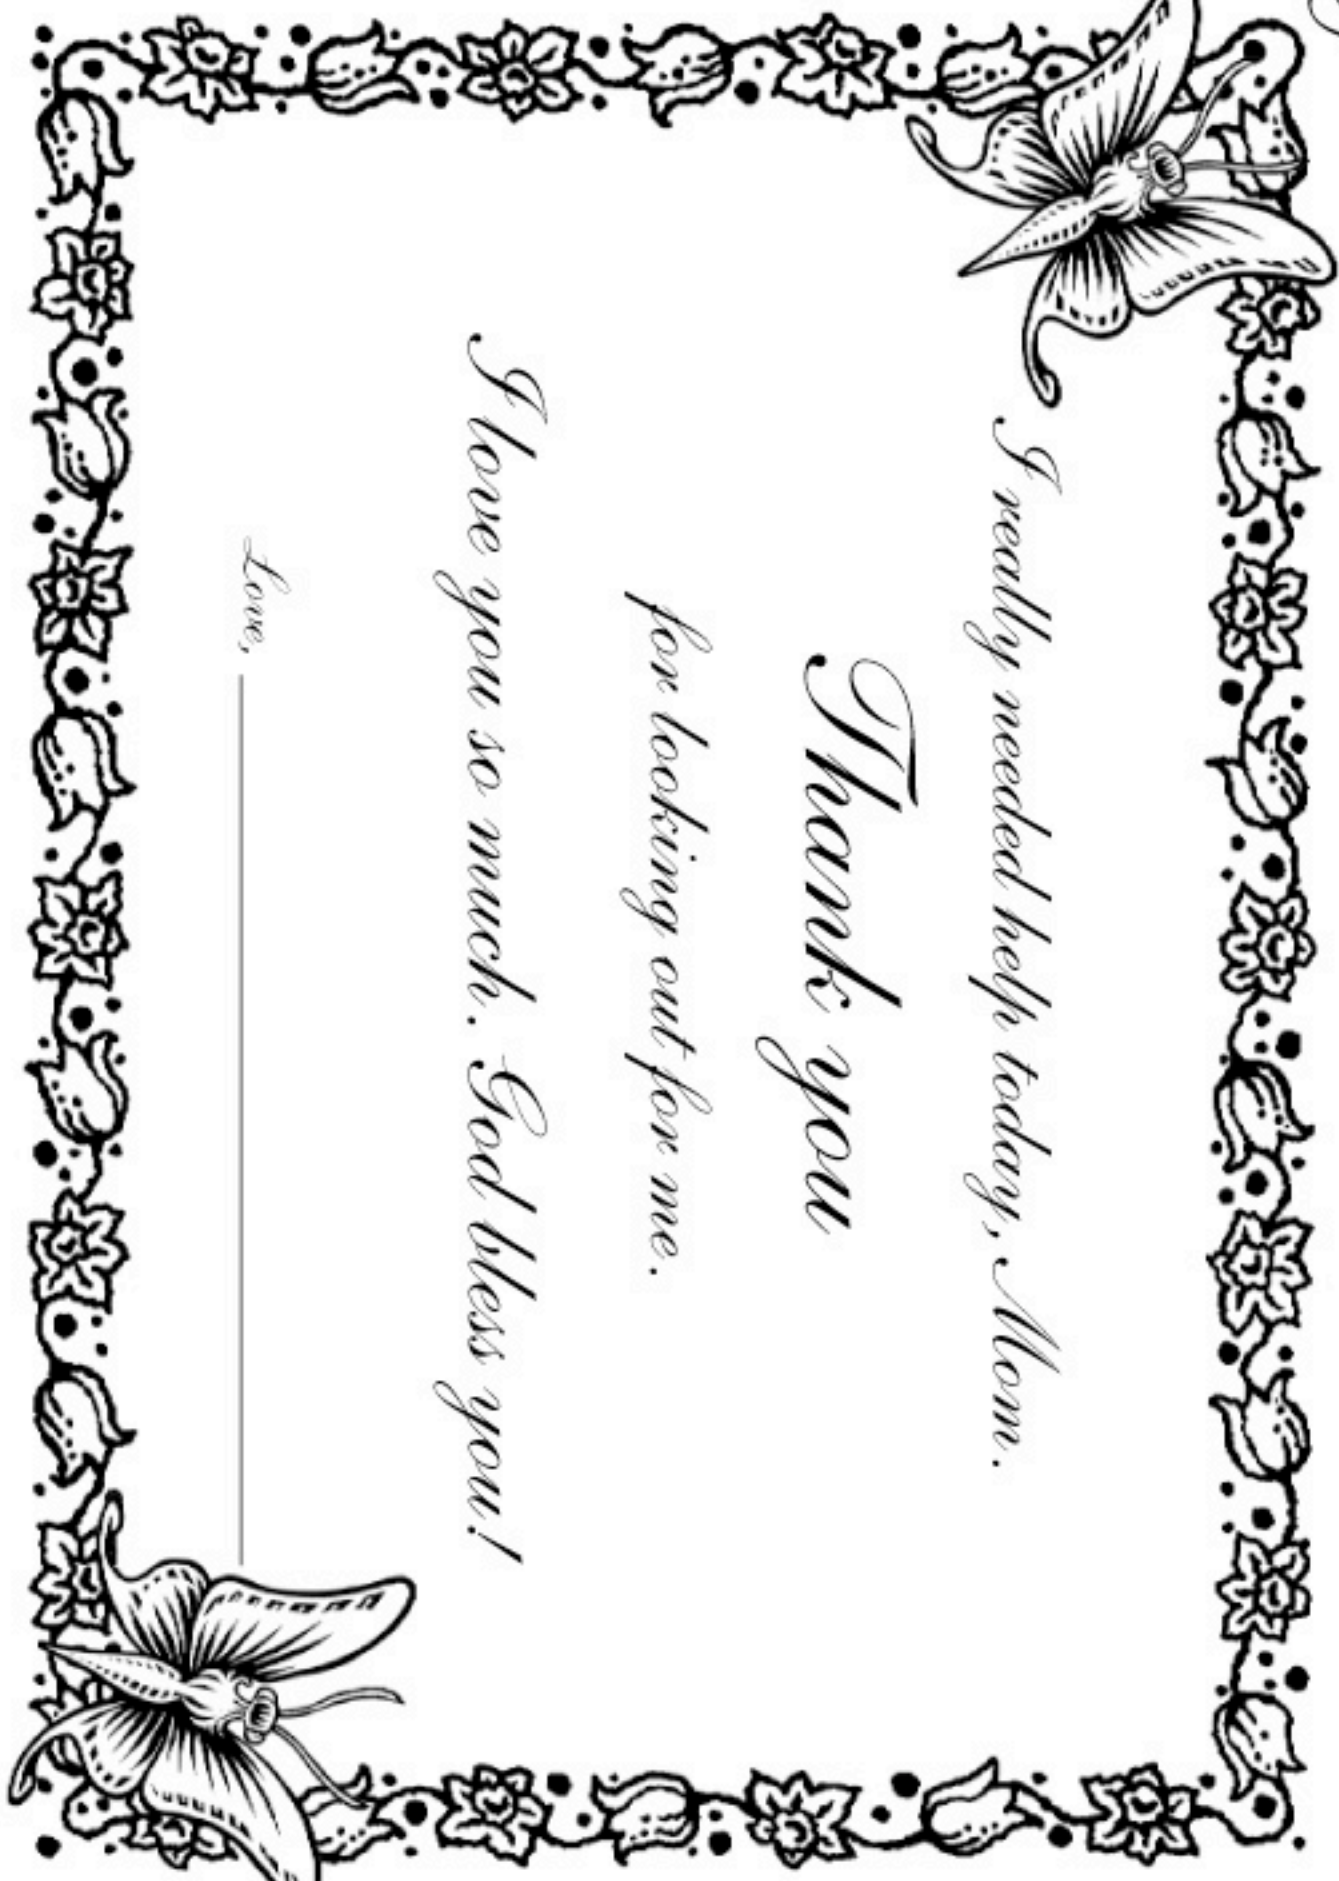 I really needed help today, Mom.
Thank you
for looking out for me.
I love you so much. God bless you!
Love,